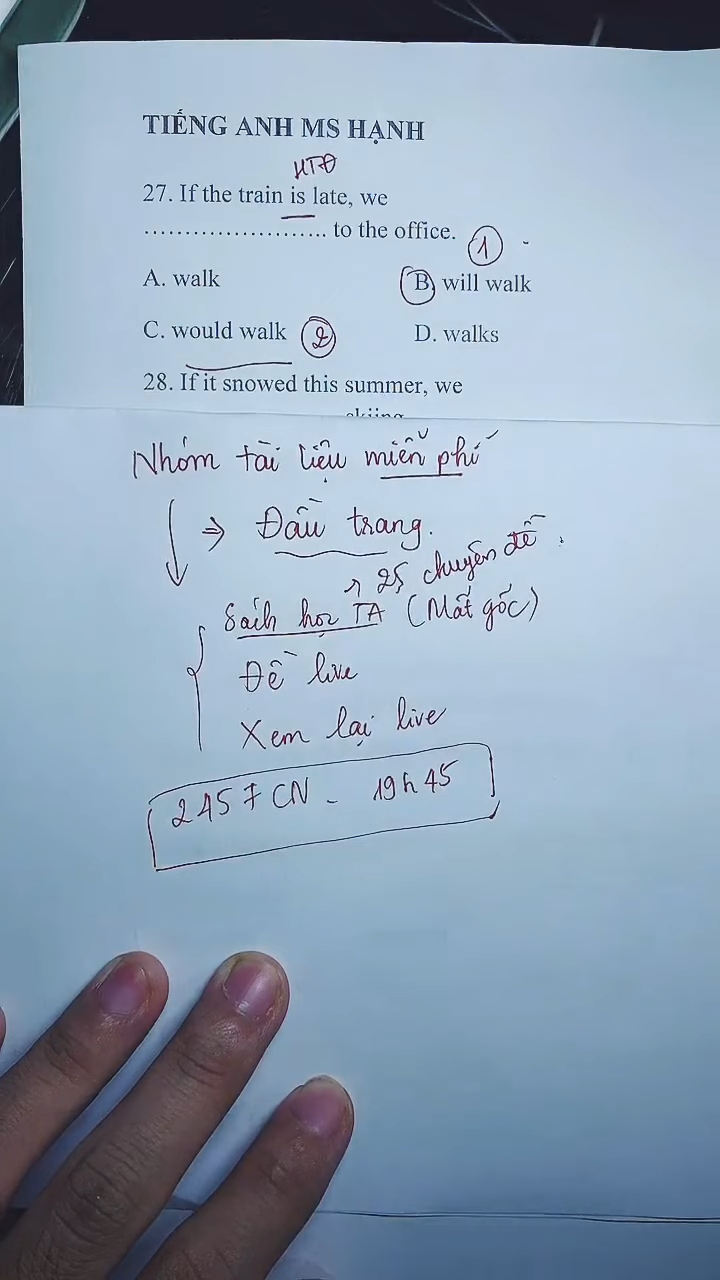 TIẾNG ANH MS HẠNH
HTĐ
27. If the train is late, we
........................ to the office. 1
A. walk B. will walk
C. would walk 2 D. walks
28. If it snowed this summer, we
skiing
Nhóm tài liệu miễn phí
⇒ Đầu trang.
→ 25 chuyên đề.
Sách học TA (Mất gốc)
Đề live
Xem lại live
2 4 5 7 CN - 19h45